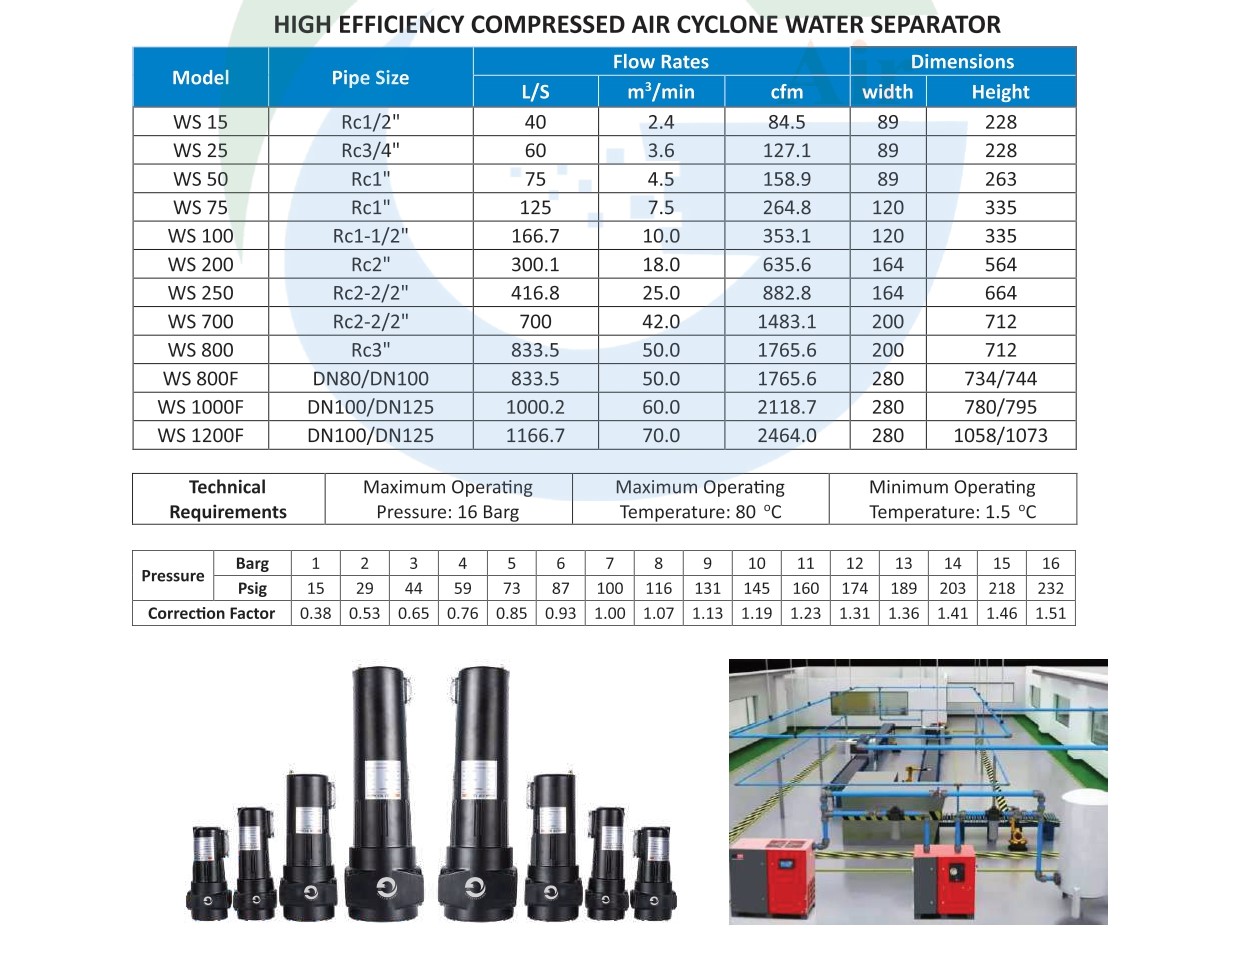 HIGH EFFICIENCY COMPRESSED AIR CYCLONE WATER SEPARATOR
Model Pipe Size Flow Rates Dimensions
L/S m³/min cfm width Height
WS 15 Rc1/2" 40 2.4 84.5 89 228
WS 25 Rc3/4" 60 3.6 127.1 89 228
WS 50 Rc1" 75 4.5 158.9 89 263
WS 75 Rc1" 125 7.5 264.8 120 335
WS 100 Rc1-1/2" 166.7 10.0 353.1 120 335
WS 200 Rc2" 300.1 18.0 635.6 164 564
WS 250 Rc2-2/2" 416.8 25.0 882.8 164 664
WS 700 Rc2-2/2" 700 42.0 1483.1 200 712
WS 800 Rc3" 833.5 50.0 1765.6 200 712
WS 800F DN80/DN100 833.5 50.0 1765.6 280 734/744
WS 1000F DN100/DN125 1000.2 60.0 2118.7 280 780/795
WS 1200F DN100/DN125 1166.7 70.0 2464.0 280 1058/1073
Technical Maximum Operating Maximum Operating Minimum Operating
Requirements Pressure: 16 Barg Temperature: 80 °C Temperature: 1.5 °C
Pressure Barg 1 2 3 4 5 6 7 8 9 10 11 12 13 14 15 16
Psig 15 29 44 59 73 87 100 116 131 145 160 174 189 203 218 232
Correction Factor 0.38 0.53 0.65 0.76 0.85 0.93 1.00 1.07 1.13 1.19 1.23 1.31 1.36 1.41 1.46 1.51